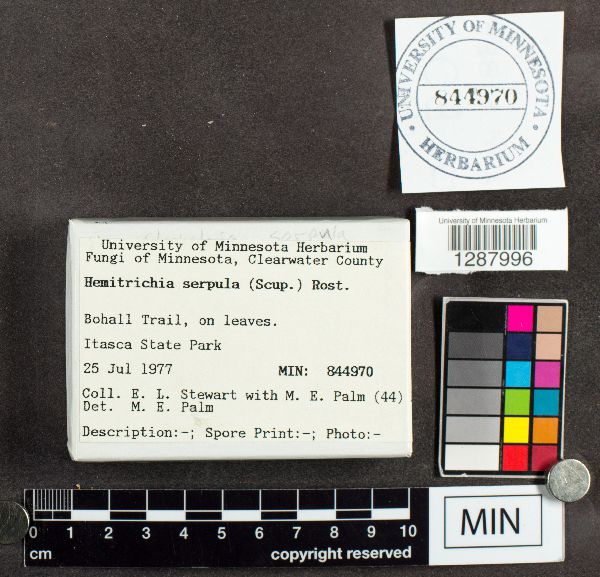 UNIVERSITY OF MINNESOTA
844970
HERBARIUM
University of Minnesota Herbarium
1287996
University of Minnesota Herbarium
Fungi of Minnesota, Clearwater County
Hemitrichia serpula (Scup.) Rost.
Bohall Trail, on leaves.
Itasca State Park
25 Jul 1977 MIN: 844970
Coll. E. L. Stewart with M. E. Palm (44)
Det. M. E. Palm
Description:-; Spore Print:-; Photo:-
0 1 2 3 4 5 6 7 8 9 10
cm copyright reserved
MIN